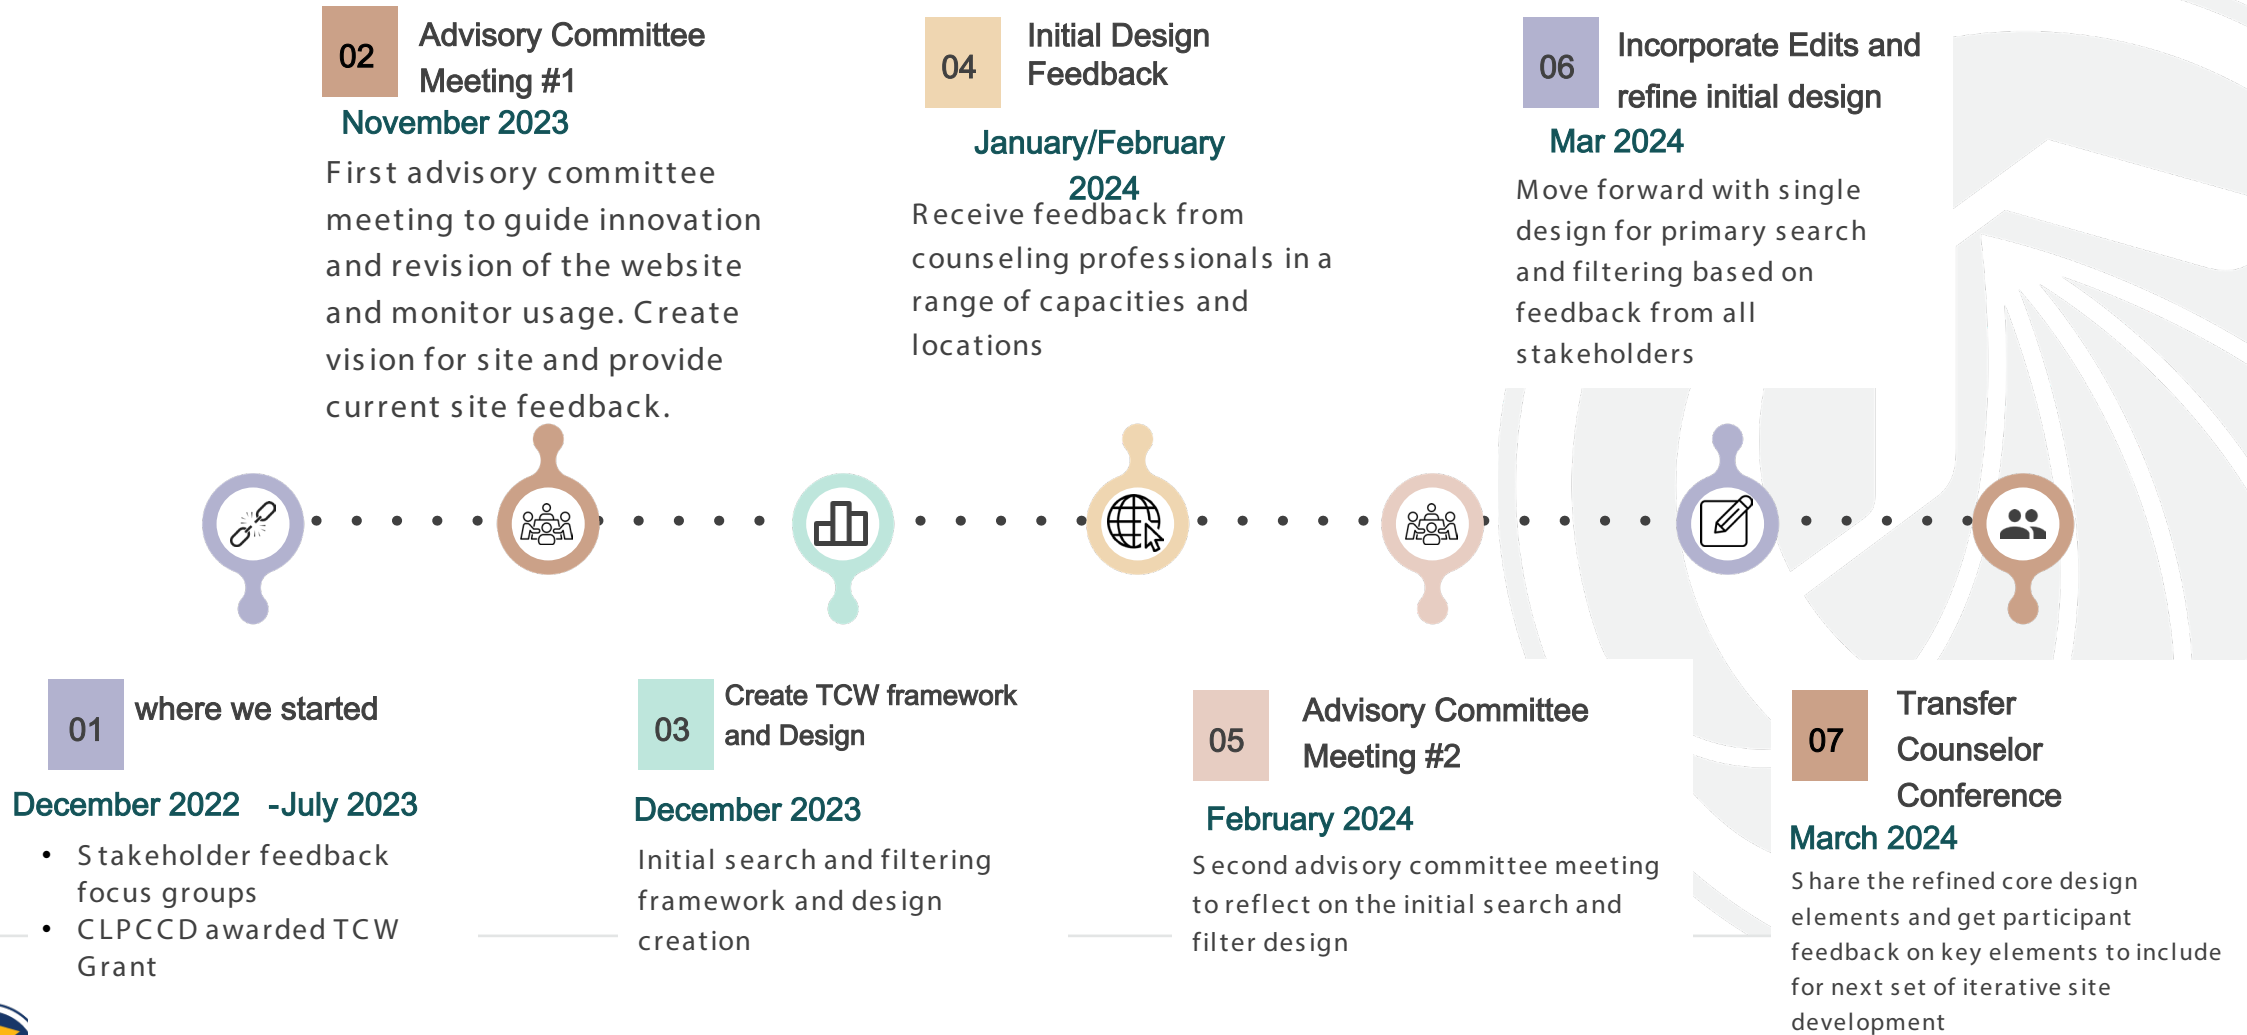 02
Advisory Committee
Meeting #1
November 2023
First advisory committee
meeting to guide innovation
and revision of the website
and monitor usage. Create
vision for site and provide
current site feedback.
04
Initial Design
Feedback
January/February
2024
Receive feedback from
counseling professionals in a
range of capacities and
locations
06
Incorporate Edits and
refine initial design
Mar 2024
Move forward with single
design for primary search
and filtering based on
feedback from all
stakeholders
01
where we started
December 2022 -July 2023
• Stakeholder feedback
focus groups
• CLPCCD awarded TCW
Grant
03
Create TCW framework
and Design
December 2023
Initial search and filtering
framework and design
creation
05
Advisory Committee
Meeting #2
February 2024
Second advisory committee meeting
to reflect on the initial search and
filter design
07
Transfer
Counselor
Conference
March 2024
Share the refined core design
elements and get participant
feedback on key elements to include
for next set of iterative site
development